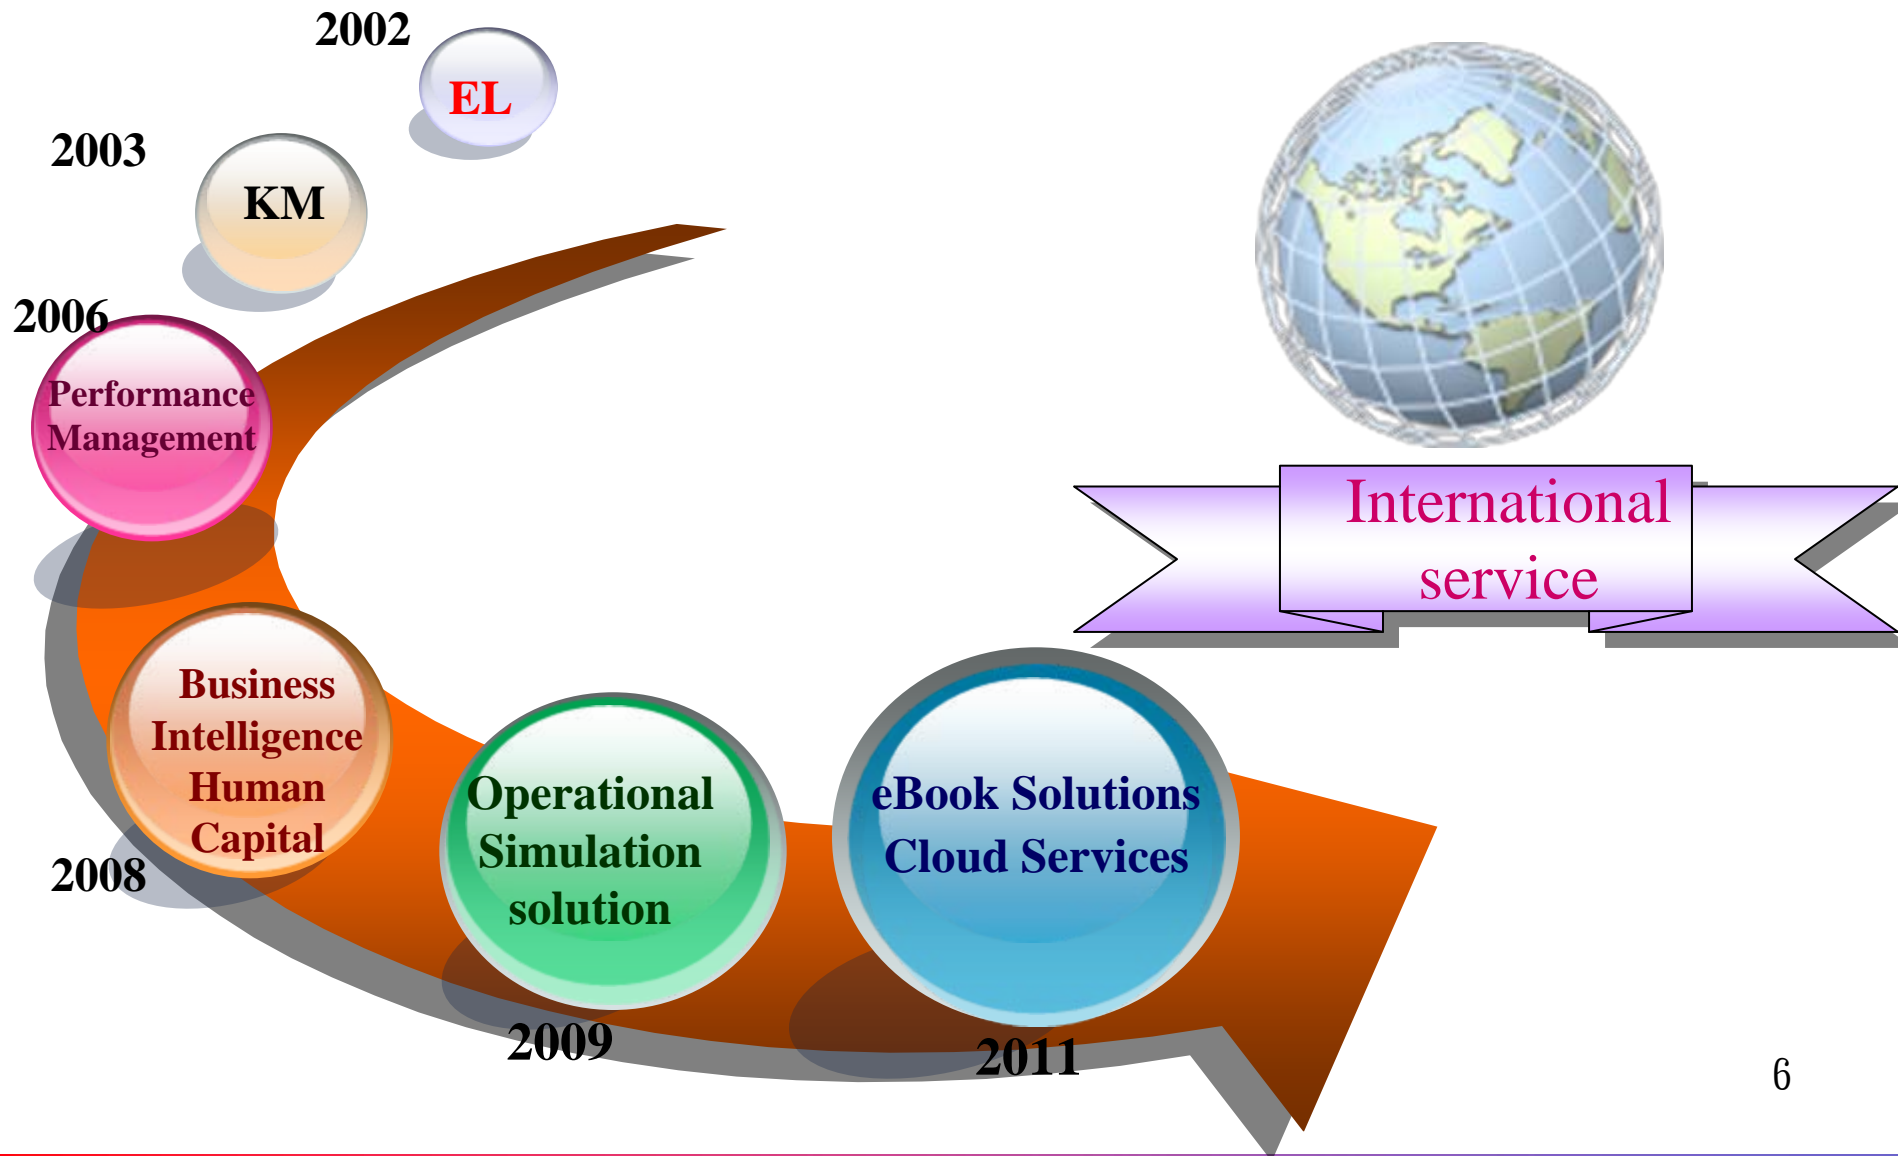 2002
EL
2003
KM
2006
Performance
Management
International
service
Business
Intelligence
Human
Capital
2008
Operational
Simulation
solution
2009
eBook Solutions
Cloud Services
2011
6